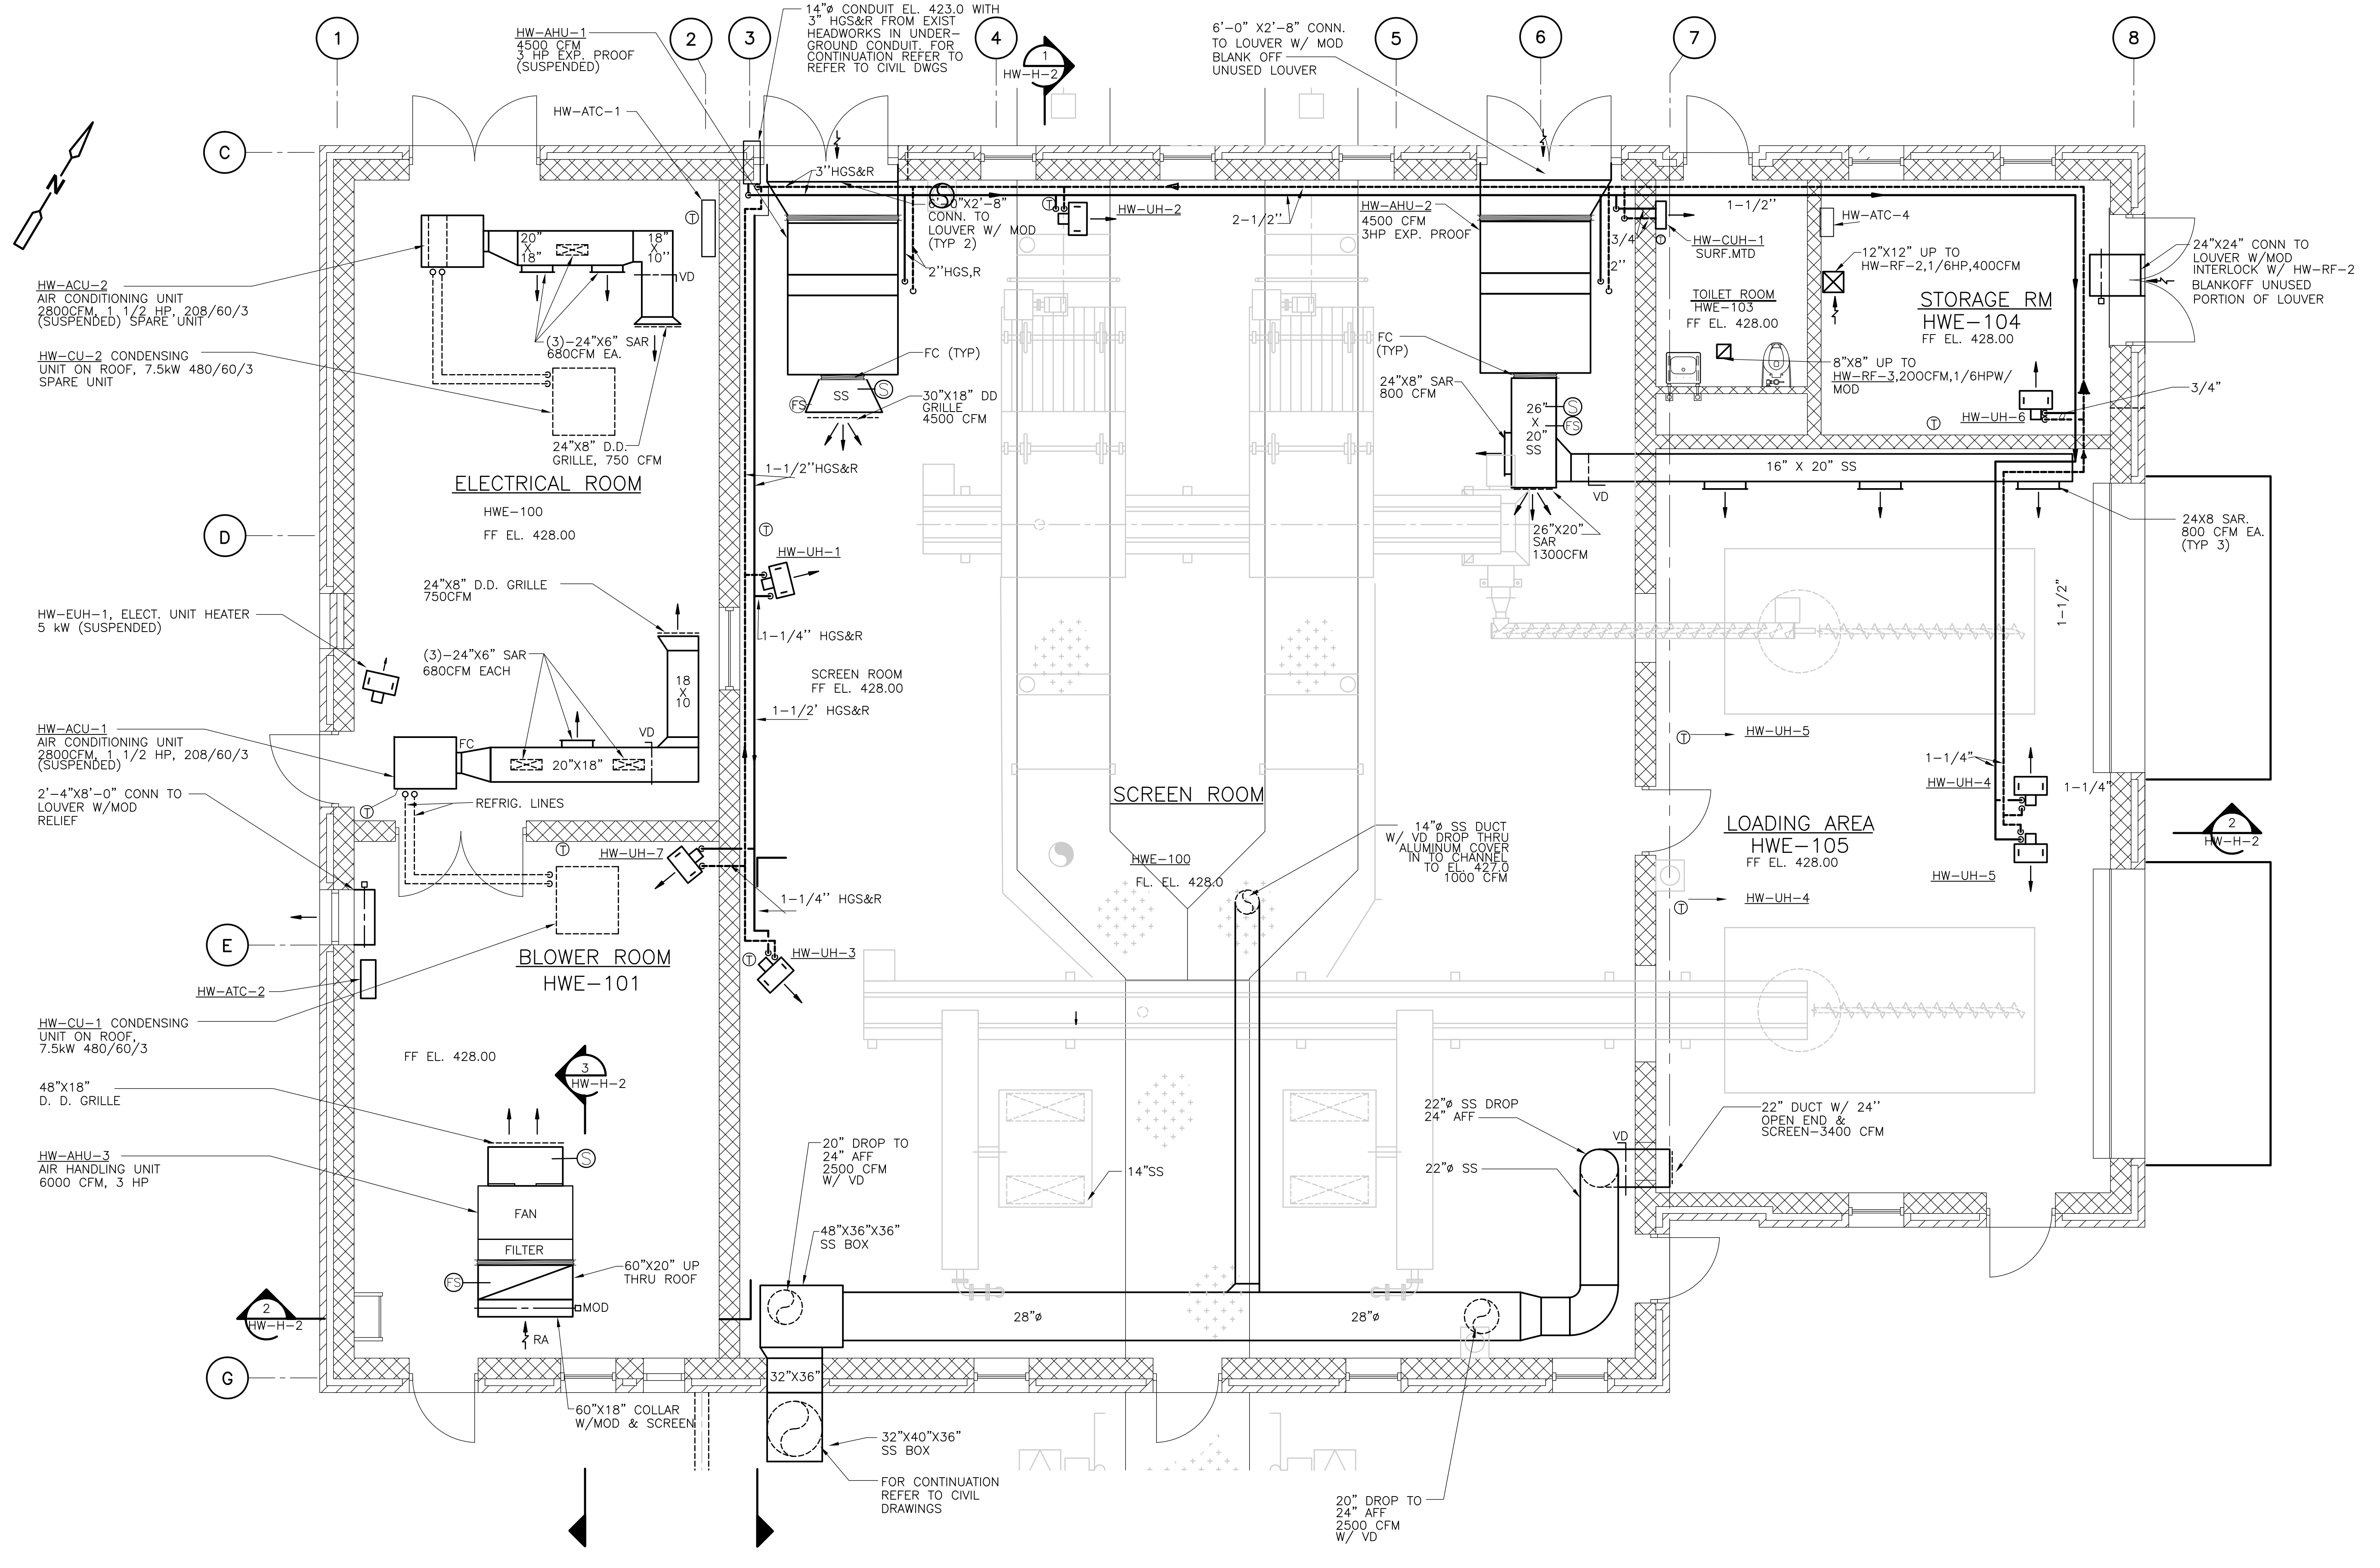 1
2
3
4
5
6
7
8
C
D
E
G
N
HW-AHU-1
4500 CFM
3 HP EXP. PROOF
(SUSPENDED)
14"ø CONDUIT EL. 423.0 WITH
3" HGS&R FROM EXIST
HEADWORKS IN UNDER-
GROUND CONDUIT. FOR
CONTINUATION REFER TO
REFER TO CIVIL DWGS
1
HW-H-2
6'-0" X2'-8" CONN.
TO LOUVER W/ MOD
BLANK OFF
UNUSED LOUVER
HW-ATC-1
T
3''HGS&R
6'-0"X2'-8"
CONN. TO
LOUVER W/ MOD
(TYP 2)
2''HGS,R
T
HW-UH-2
2-1/2''
HW-AHU-2
4500 CFM
3HP EXP. PROOF
3/4
2''
T
HW-CUH-1
SURF.MTD
1-1/2''
HW-ATC-4
12"X12" UP TO
HW-RF-2,1/6HP,400CFM
24"X24" CONN TO
LOUVER W/MOD
INTERLOCK W/ HW-RF-2
BLANKOFF UNUSED
PORTION OF LOUVER
TOILET ROOM
HWE-103
FF EL. 428.00
STORAGE RM
HWE-104
FF EL. 428.00
8"X8" UP TO
HW-RF-3,200CFM,1/6HPW/
MOD
3/4"
HW-UH-6
T
20"
X
18"
18"
X
10''
VD
HW-ACU-2
AIR CONDITIONING UNIT
2800CFM, 1 1/2 HP, 208/60/3
(SUSPENDED) SPARE UNIT
(3)-24"X6" SAR
680CFM EA.
HW-CU-2 CONDENSING
UNIT ON ROOF, 7.5kW 480/60/3
SPARE UNIT
24"X8" D.D.
GRILLE, 750 CFM
FC (TYP)
SS
S
FS
30"X18" DD
GRILLE
4500 CFM
FC
(TYP)
24"X8" SAR
800 CFM
26"
X
20"
SS
S
FS
16" X 20" SS
VD
26"X20"
SAR
1300CFM
24X8 SAR.
800 CFM EA.
(TYP 3)
ELECTRICAL ROOM
HWE-100
FF EL. 428.00
1-1/2''HGS&R
T
HW-UH-1
1-1/4'' HGS&R
24"X8" D.D. GRILLE
750CFM
HW-EUH-1, ELECT. UNIT HEATER
5 kW (SUSPENDED)
(3)-24"X6" SAR
680CFM EACH
18
X
10
SCREEN ROOM
FF EL. 428.00
1-1/2' HGS&R
1-1/2"
HW-ACU-1
AIR CONDITIONING UNIT
2800CFM, 1 1/2 HP, 208/60/3
(SUSPENDED)
FC
VD
20"X18"
T
HW-UH-5
1-1/4"
HW-UH-4
1-1/4"
2'-4"X8'-0" CONN TO
LOUVER W/MOD
RELIEF
T
REFRIG. LINES
SCREEN ROOM
LOADING AREA
HWE-105
FF EL. 428.00
2
HW-H-2
T
HW-UH-7
14"ø SS DUCT
W/ VD DROP THRU
ALUMINUM COVER
IN TO CHANNEL
TO EL. 427.0
1000 CFM
HWE-100
FL. EL. 428.0
HW-UH-5
1-1/4'' HGS&R
T
HW-UH-4
BLOWER ROOM
HWE-101
T
HW-UH-3
HW-ATC-2
HW-CU-1 CONDENSING
UNIT ON ROOF,
7.5kW 480/60/3
FF EL. 428.00
3
HW-H-2
48"X18"
D. D. GRILLE
22"ø SS DROP
24" AFF
22" DUCT W/ 24''
OPEN END &
SCREEN-3400 CFM
VD
HW-AHU-3
AIR HANDLING UNIT
6000 CFM, 3 HP
S
20" DROP TO
24" AFF
2500 CFM
W/ VD
14"SS
22"ø SS
FAN
FILTER
48"X36"X36"
SS BOX
60"X20" UP
THRU ROOF
FS
MOD
RA
2
HW-H-2
28"ø
28"ø
32"X36"
60"X18" COLLAR
W/MOD & SCREEN
32"X40"X36"
SS BOX
FOR CONTINUATION
REFER TO CIVIL
DRAWINGS
20" DROP TO
24" AFF
2500 CFM
W/ VD